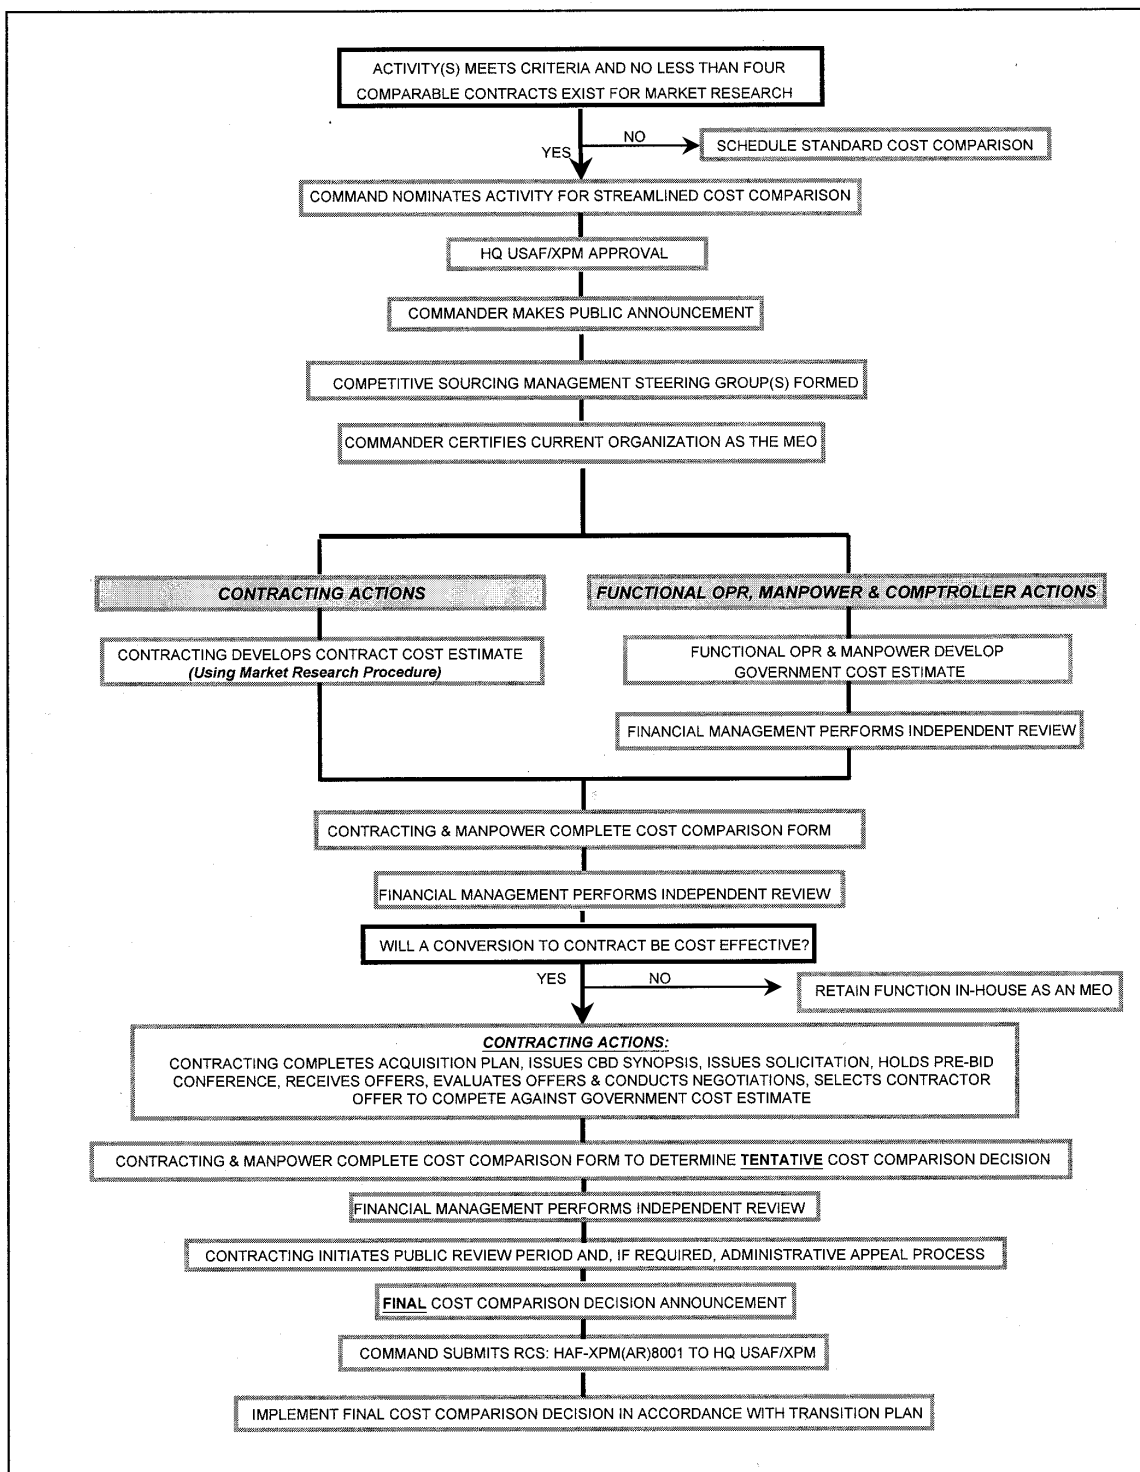 ACTIVITY(S) MEETS CRITERIA AND NO LESS THAN FOUR
COMPARABLE CONTRACTS EXIST FOR MARKET RESEARCH
NO
YES
SCHEDULE STANDARD COST COMPARISON
COMMAND NOMINATES ACTIVITY FOR STREAMLINED COST COMPARISON
HQ USAF/XPM APPROVAL
COMMANDER MAKES PUBLIC ANNOUNCEMENT
COMPETITIVE SOURCING MANAGEMENT STEERING GROUP(S) FORMED
COMMANDER CERTIFIES CURRENT ORGANIZATION AS THE MEO
CONTRACTING ACTIONS
CONTRACTING DEVELOPS CONTRACT COST ESTIMATE
(Using Market Research Procedure)
FUNCTIONAL OPR, MANPOWER & COMPTROLLER ACTIONS
FUNCTIONAL OPR & MANPOWER DEVELOP
GOVERNMENT COST ESTIMATE
FINANCIAL MANAGEMENT PERFORMS INDEPENDENT REVIEW
CONTRACTING & MANPOWER COMPLETE COST COMPARISON FORM
FINANCIAL MANAGEMENT PERFORMS INDEPENDENT REVIEW
WILL A CONVERSION TO CONTRACT BE COST EFFECTIVE?
YES
NO
RETAIN FUNCTION IN-HOUSE AS AN MEO
CONTRACTING ACTIONS:
CONTRACTING COMPLETES ACQUISITION PLAN, ISSUES CBD SYNOPSIS, ISSUES SOLICITATION, HOLDS PRE-BID
CONFERENCE, RECEIVES OFFERS, EVALUATES OFFERS & CONDUCTS NEGOTIATIONS, SELECTS CONTRACTOR
OFFER TO COMPETE AGAINST GOVERNMENT COST ESTIMATE
CONTRACTING & MANPOWER COMPLETE COST COMPARISON FORM TO DETERMINE TENTATIVE COST COMPARISON DECISION
FINANCIAL MANAGEMENT PERFORMS INDEPENDENT REVIEW
CONTRACTING INITIATES PUBLIC REVIEW PERIOD AND, IF REQUIRED, ADMINISTRATIVE APPEAL PROCESS
FINAL COST COMPARISON DECISION ANNOUNCEMENT
COMMAND SUBMITS RCS: HAF-XPM(AR)8001 TO HQ USAF/XPM
IMPLEMENT FINAL COST COMPARISON DECISION IN ACCORDANCE WITH TRANSITION PLAN